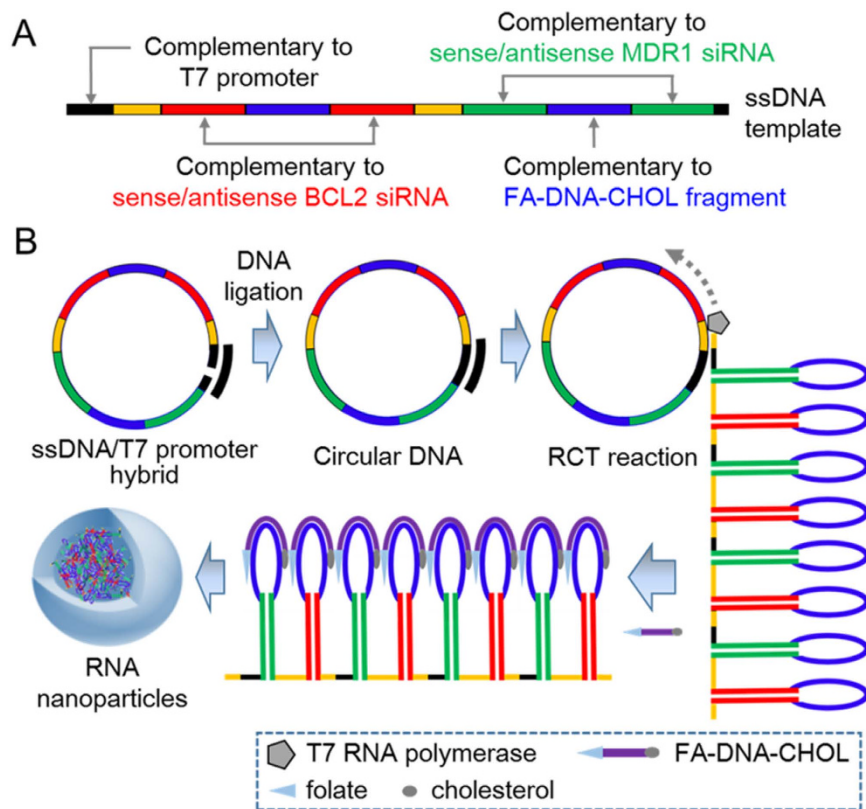 A
Complementary to
T7 promoter
Complementary to
sense/antisense MDR1 siRNA
ssDNA
template
Complementary to
sense/antisense BCL2 siRNA
Complementary to
FA-DNA-CHOL fragment
B
DNA
ligation
ssDNA/T7 promoter
hybrid
Circular DNA
RCT reaction
RNA
nanoparticles
T7 RNA polymerase
FA-DNA-CHOL
folate
cholesterol